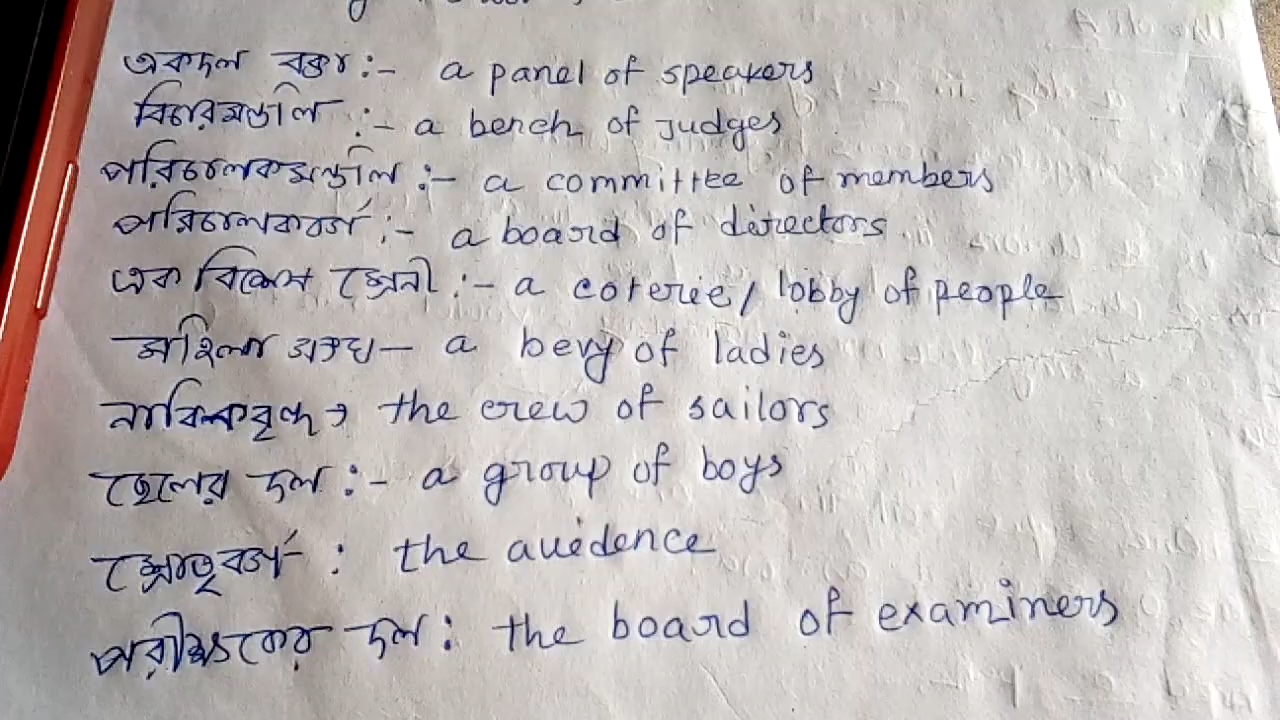 একদল বক্তা :- a panel of speakers
বিচারমণ্ডলি :- a bench of judges
পরিচালকমণ্ডলি :- a committee of members
পরিচালকবর্গ :- a board of directors
এক বিশেষ শ্রেনী :- a coterie / lobby of people
মহিলা সঙ্ঘ - a bevy of ladies
নাবিকবৃন্দ → the crew of sailors
ছেলের দল :- a group of boys
শ্রোতৃবর্গ : the auedence
পরীক্ষকের দল : the board of examiners